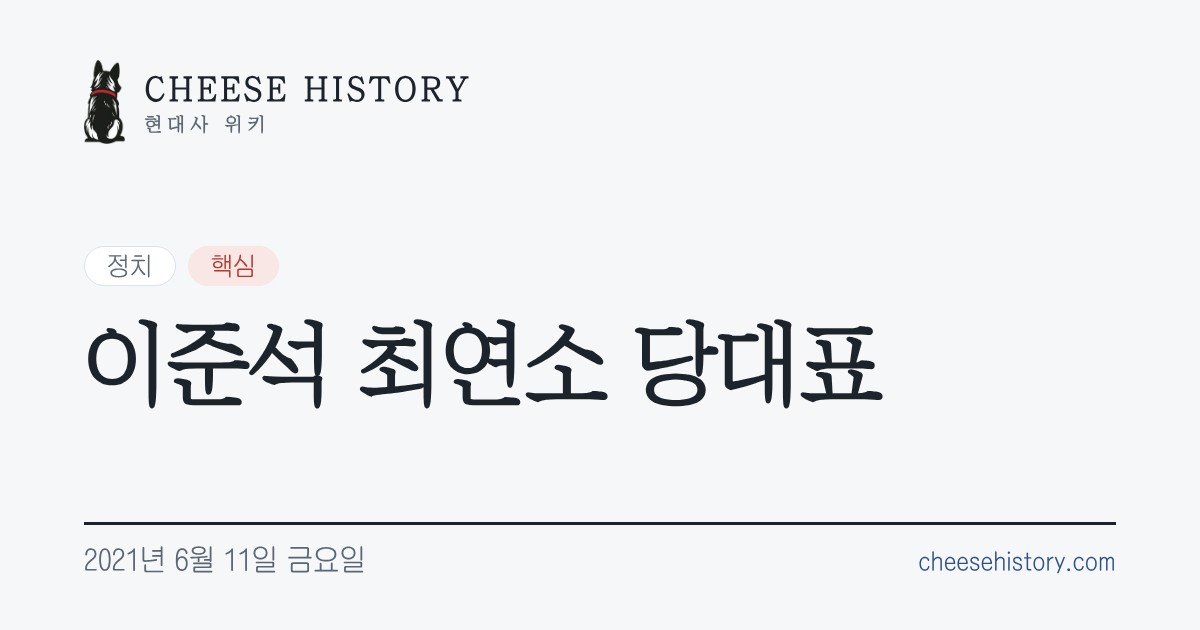 CHEESE HISTORY
현대사 위키
정치 핵심
이준석 최연소 당대표
2021년 6월 11일 금요일
cheesehistory.com